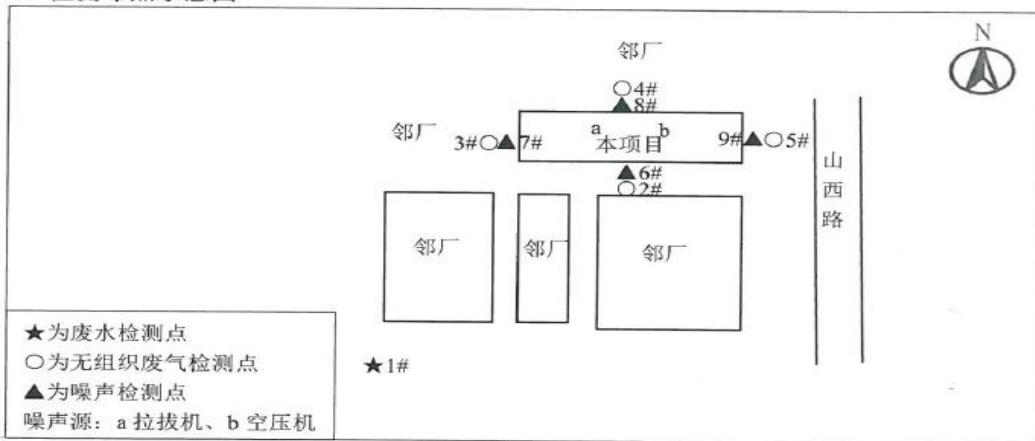 N
邻厂
○4#
▲8#
邻厂
3#○▲7#
a
b
本项目
9#▲○5#
▲6#
○2#
山西路
邻厂
邻厂
邻厂
★为废水检测点
○为无组织废气检测点
▲为噪声检测点
噪声源：a 拉拔机、b 空压机
★1#